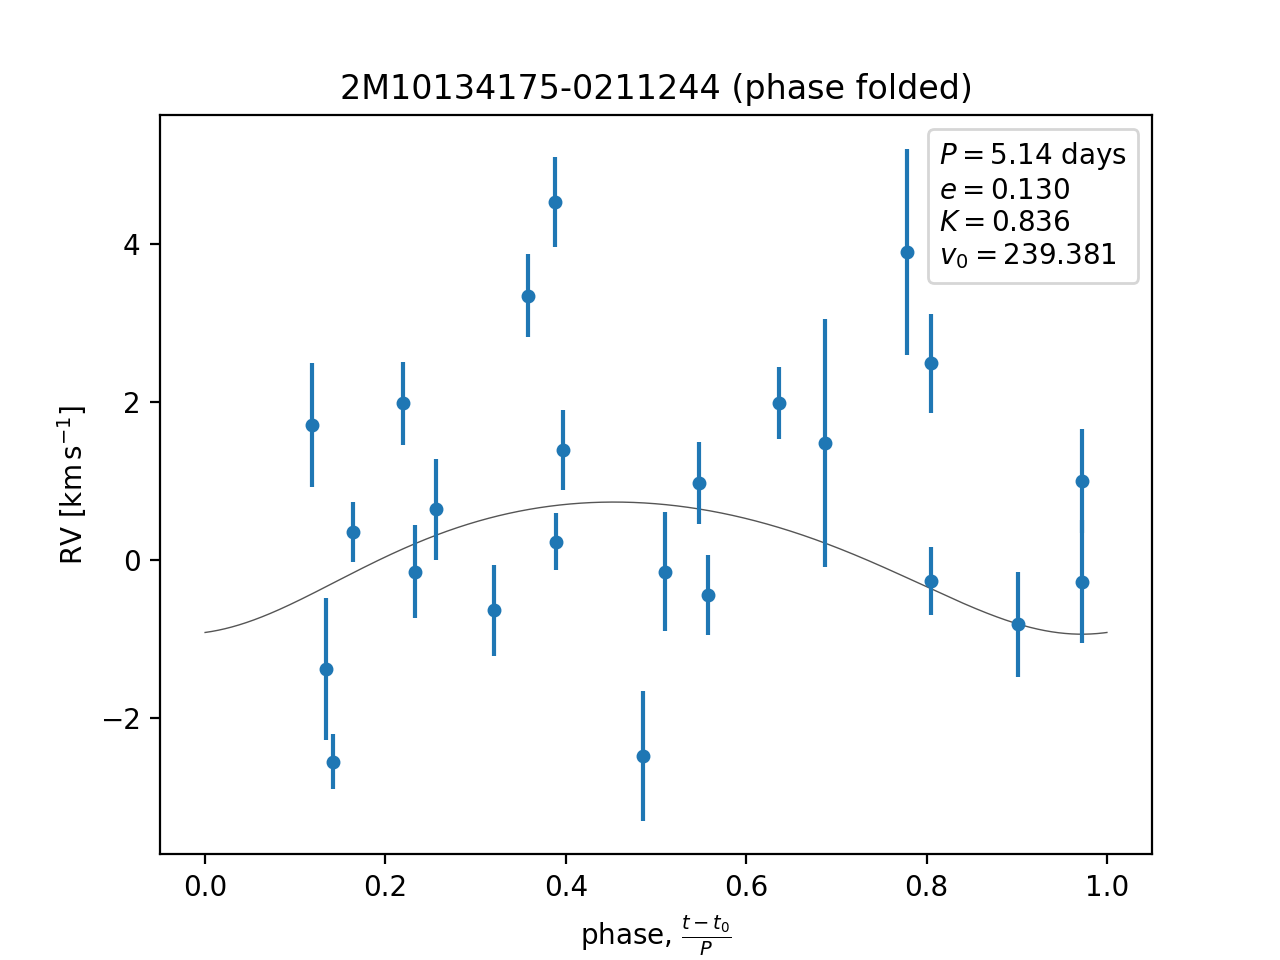 2M10134175-0211244 (phase folded)
P = 5.14 days
e = 0.130
K = 0.836
v₀ = 239.381
4
2
0
−2
RV [km s⁻¹]
0.0 0.2 0.4 0.6 0.8 1.0
phase, (t − t₀)/P